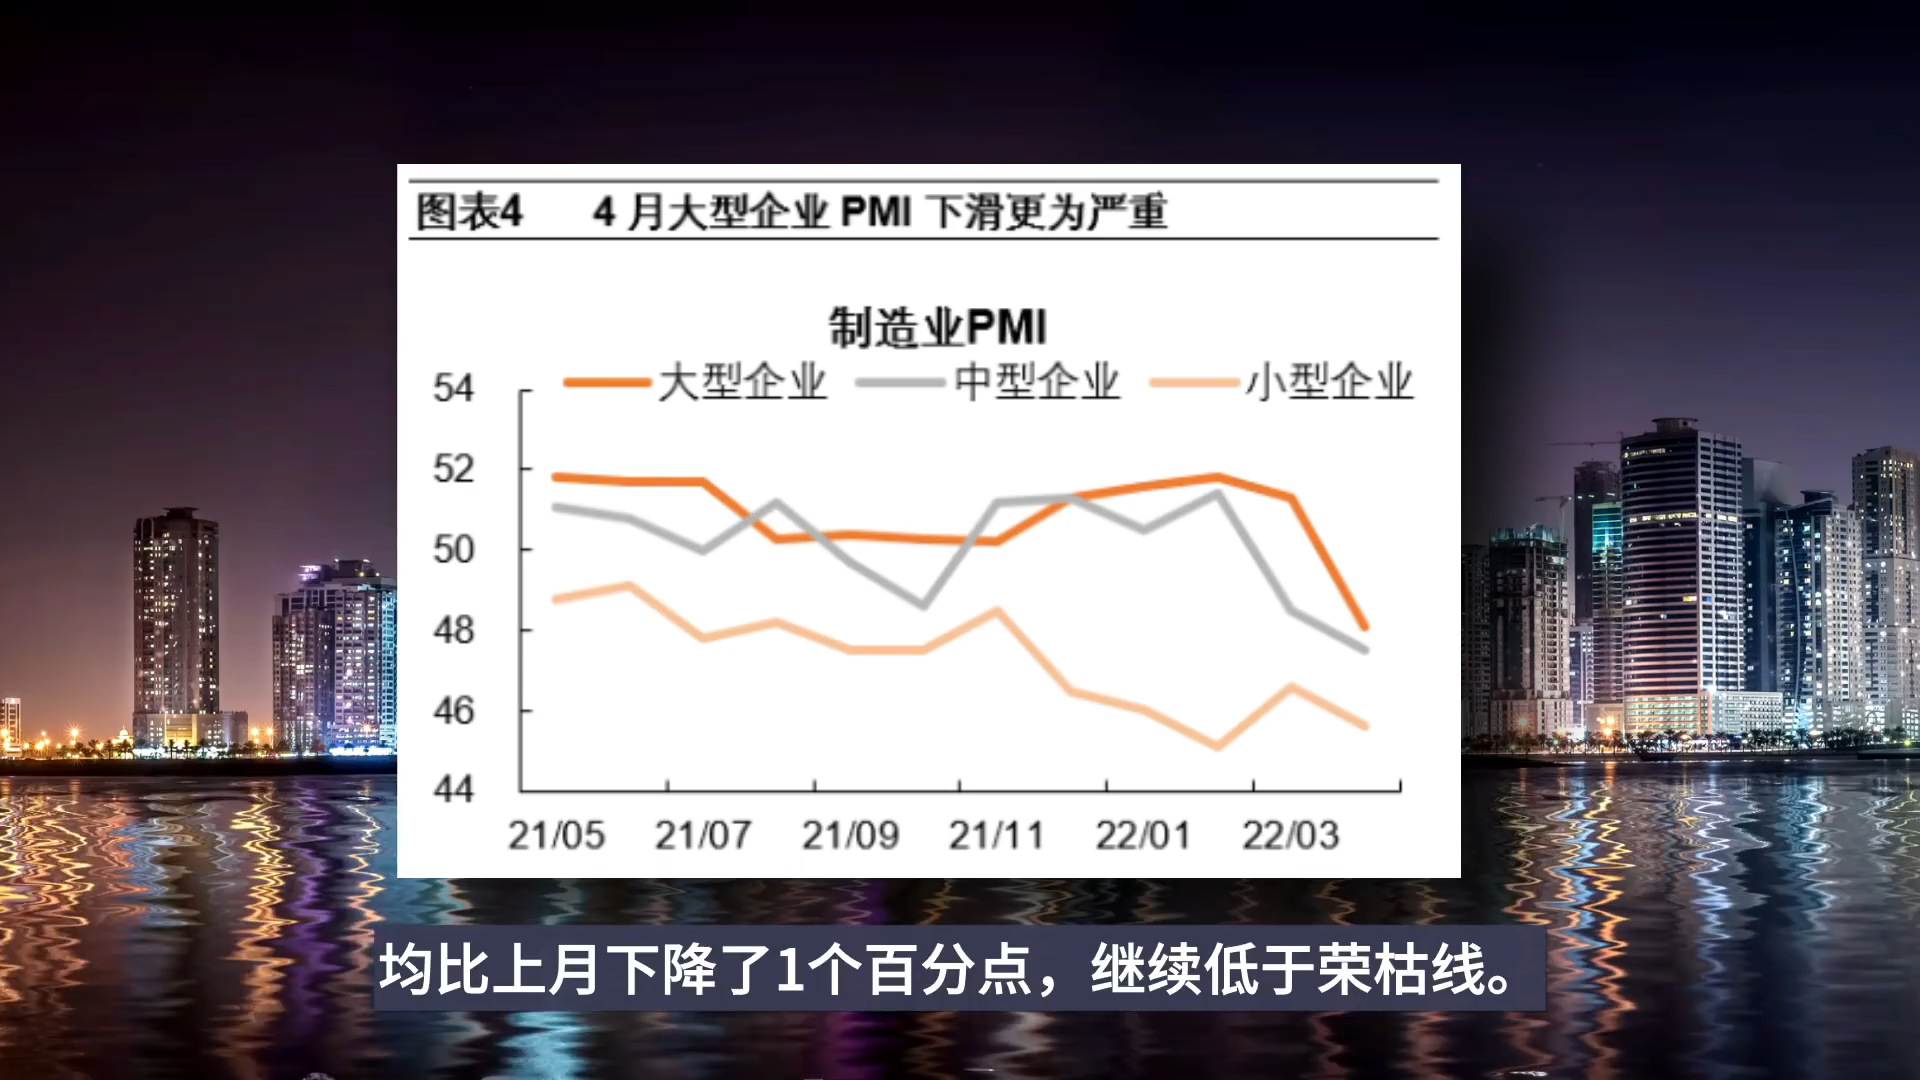 图表4 4月大型企业 PMI 下滑更为严重
制造业PMI
大型企业 中型企业 小型企业
54
52
50
48
46
44
21/05 21/07 21/09 21/11 22/01 22/03
均比上月下降了1个百分点，继续低于荣枯线。